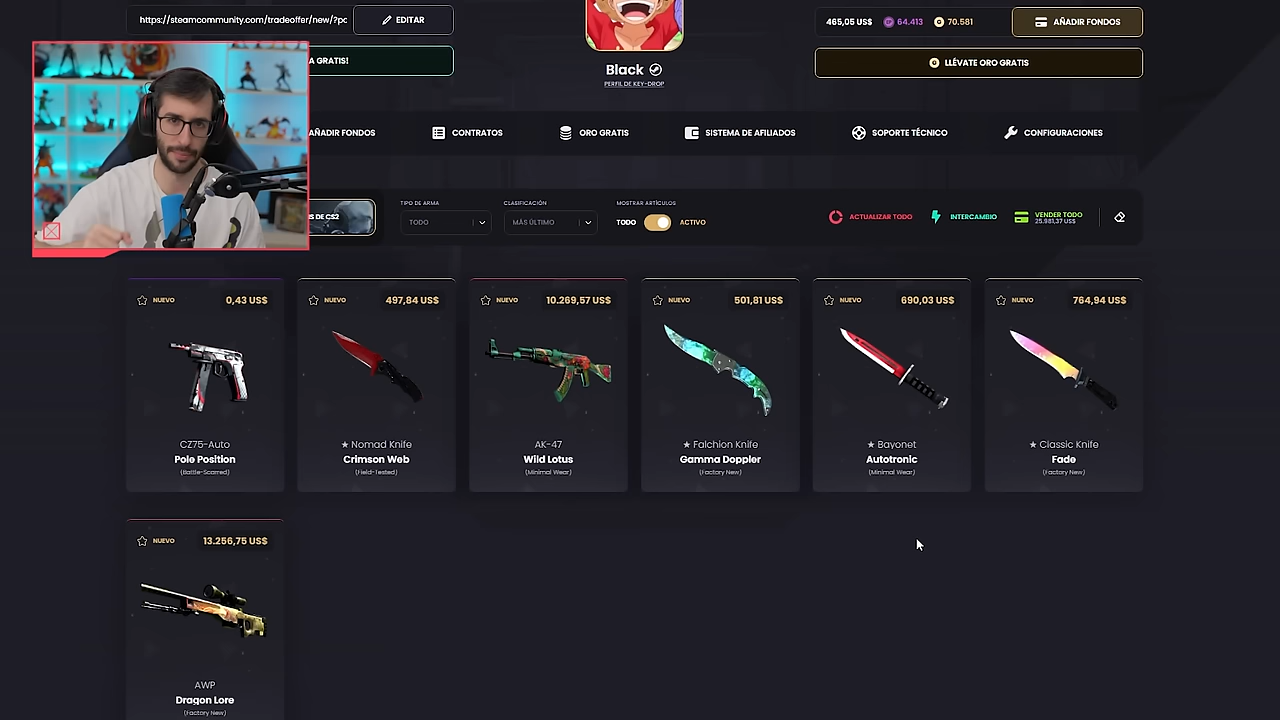 https://steamcommunity.com/tradeoffer/new/?pc
EDITAR
465,05 US$
64.413
70.581
AÑADIR FONDOS
A GRATIS!
LLÉVATE ORO GRATIS
Black
PERFIL DE KEY-DROP
AÑADIR FONDOS
CONTRATOS
ORO GRATIS
SISTEMA DE AFILIADOS
SOPORTE TÉCNICO
CONFIGURACIONES
S DE CS2
TIPO DE ARMA
TODO
CLASIFICACIÓN
MÁS ÚLTIMO
MOSTRAR ARTÍCULOS
TODO
ACTIVO
ACTUALIZAR TODO
INTERCAMBIO
VENDER TODO
25.981,37 US$
NUEVO
0,43 US$
CZ75-Auto
Pole Position
(Battle-Scarred)
NUEVO
497,84 US$
★ Nomad Knife
Crimson Web
(Field-Tested)
NUEVO
10.269,57 US$
AK-47
Wild Lotus
(Minimal Wear)
NUEVO
501,81 US$
★ Falchion Knife
Gamma Doppler
(Factory New)
NUEVO
690,03 US$
★ Bayonet
Autotronic
(Minimal Wear)
NUEVO
764,94 US$
★ Classic Knife
Fade
(Factory New)
NUEVO
13.256,75 US$
AWP
Dragon Lore
(Factory New)